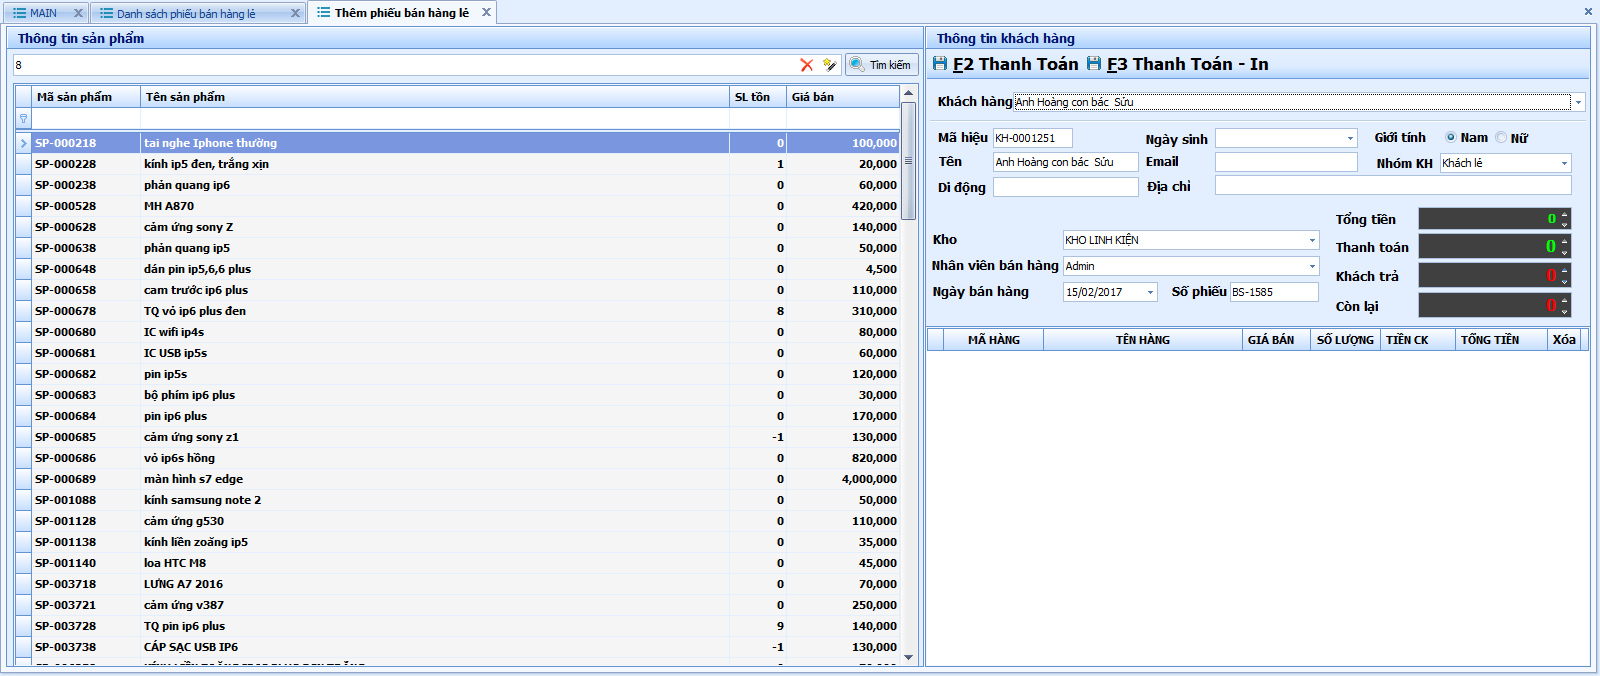 MAIN
Danh sách phiếu bán hàng lẻ
Thêm phiếu bán hàng lẻ
Thông tin sản phẩm
8
Tìm kiếm
Mã sản phẩm Tên sản phẩm SL tồn Giá bán
SP-000218 tai nghe Iphone thường 0 100,000
SP-000228 kính ip5 đen, trắng xịn 1 20,000
SP-000238 phản quang ip6 0 60,000
SP-000528 MH A870 0 420,000
SP-000628 cảm ứng sony Z 0 140,000
SP-000638 phản quang ip5 0 50,000
SP-000648 dán pin ip5,6,6 plus 0 4,500
SP-000658 cam trước ip6 plus 0 110,000
SP-000678 TQ vỏ ip6 plus đen 8 310,000
SP-000680 IC wifi ip4s 0 80,000
SP-000681 IC USB ip5s 0 60,000
SP-000682 pin ip5s 0 120,000
SP-000683 bộ phím ip6 plus 0 30,000
SP-000684 pin ip6 plus 0 170,000
SP-000685 cảm ứng sony z1 -1 130,000
SP-000686 vỏ ip6s hồng 0 820,000
SP-000689 màn hình s7 edge 0 4,000,000
SP-001088 kính samsung note 2 0 50,000
SP-001128 cảm ứng g530 0 110,000
SP-001138 kính liền zoăng ip5 0 35,000
SP-001140 loa HTC M8 0 45,000
SP-003718 LƯNG A7 2016 0 70,000
SP-003721 cảm ứng v387 0 250,000
SP-003728 TQ pin ip6 plus 9 140,000
SP-003738 CÁP SẠC USB IP6 -1 130,000
Thông tin khách hàng
F2 Thanh Toán F3 Thanh Toán - In
Khách hàng Anh Hoàng con bác Sửu
Mã hiệu KH-0001251 Ngày sinh Giới tính Nam Nữ
Tên Anh Hoàng con bác Sửu Email Nhóm KH Khách lẻ
Di động Địa chỉ
Tổng tiền 0
Kho KHO LINH KIỆN Thanh toán 0
Nhân viên bán hàng Admin Khách trả 0
Ngày bán hàng 15/02/2017 Số phiếu BS-1585 Còn lại 0
MÃ HÀNG TÊN HÀNG GIÁ BÁN SỐ LƯỢNG TIỀN CK TỔNG TIỀN Xóa